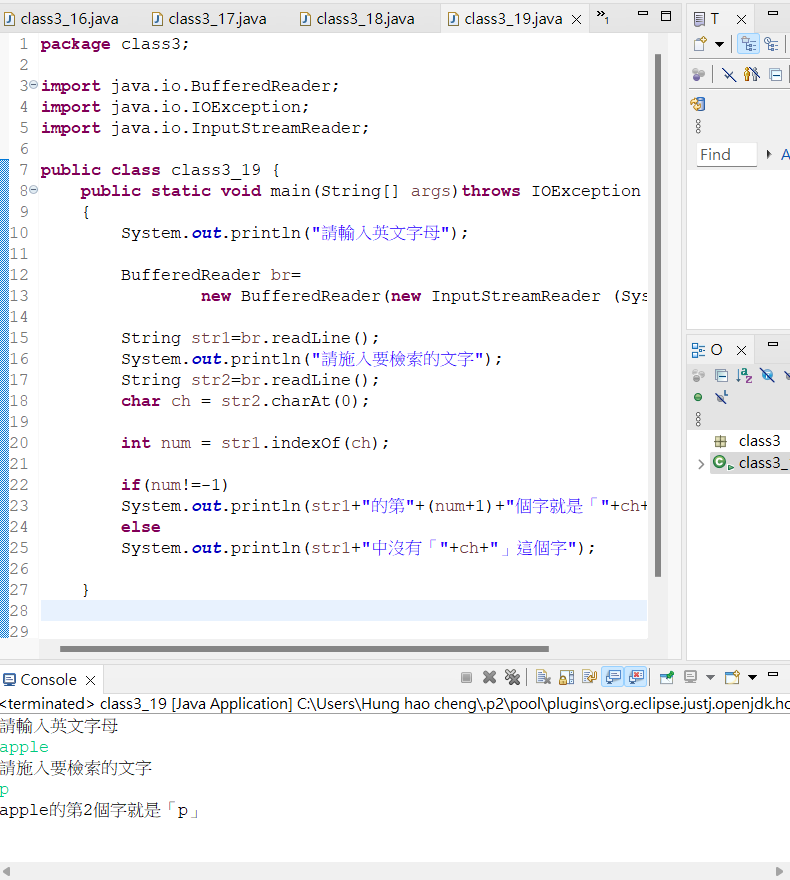 class3_16.java class3_17.java class3_18.java class3_19.java »1 T
1 package class3;
2
3 import java.io.BufferedReader;
4 import java.io.IOException;
5 import java.io.InputStreamReader;
6
7 public class class3_19 {
8 public static void main(String[] args)throws IOException
9 {
10 System.out.println("請輸入英文字母");
11
12 BufferedReader br=
13 new BufferedReader(new InputStreamReader (Sys
14
15 String str1=br.readLine();
16 System.out.println("請施入要檢索的文字");
17 String str2=br.readLine();
18 char ch = str2.charAt(0);
19
20 int num = str1.indexOf(ch);
21
22 if(num!=-1)
23 System.out.println(str1+"的第"+(num+1)+"個字就是「"+ch+
24 else
25 System.out.println(str1+"中沒有「"+ch+"」這個字");
26
27 }
28
29
Find A
O
class3
class3_
Console
<terminated> class3_19 [Java Application] C:\Users\Hung hao cheng\.p2\pool\plugins\org.eclipse.justj.openjdk.ho
請輸入英文字母
apple
請施入要檢索的文字
p
apple的第2個字就是「p」